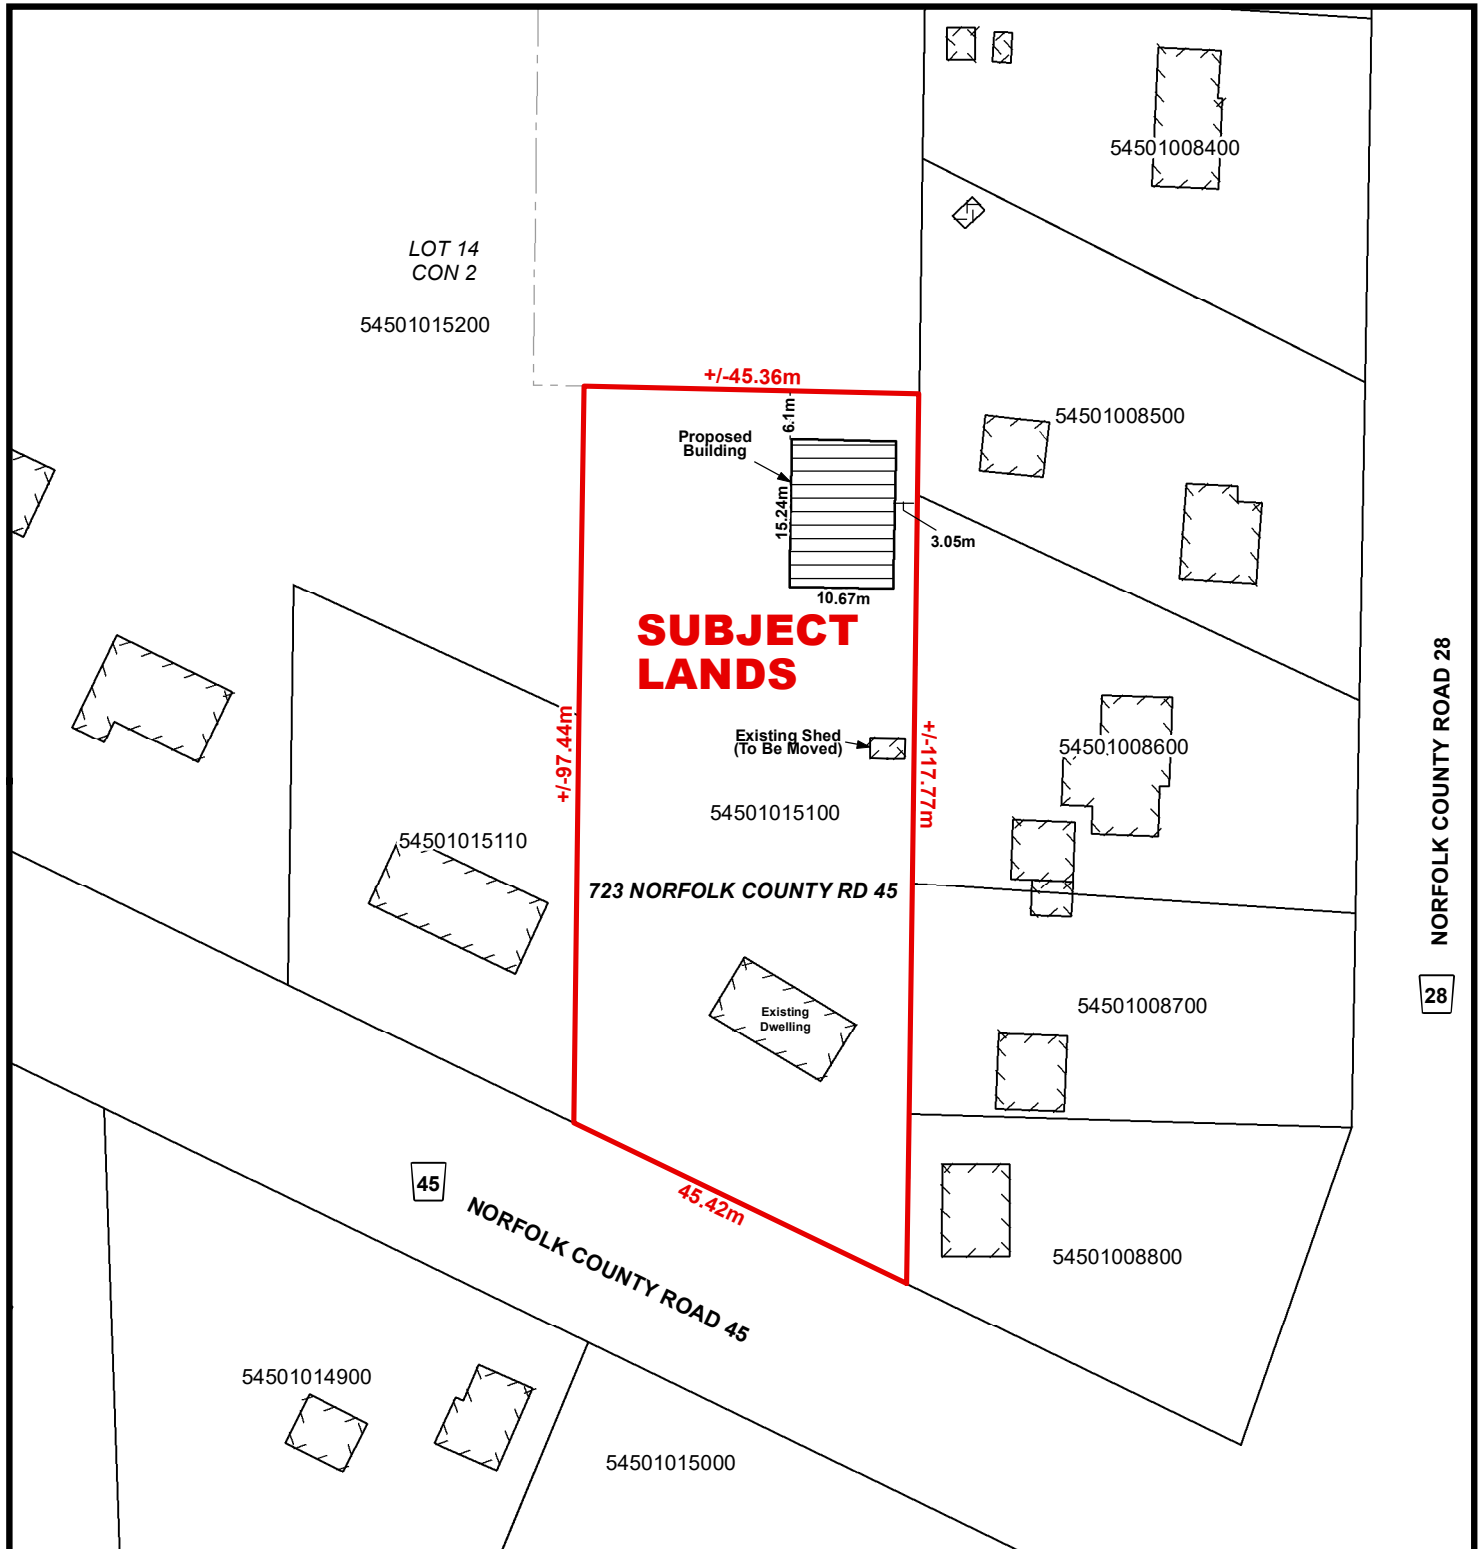 54501008400
LOT 14
CON 2
54501015200
+/-45.36m
6.1m
54501008500
Proposed
Building
15.24m
3.05m
10.67m
SUBJECT
LANDS
NORFOLK COUNTY ROAD 28
28
+/-97.44m
Existing Shed
(To Be Moved)
+/-117.77m
54501008600
54501015100
54501015110
723 NORFOLK COUNTY RD 45
54501008700
Existing
Dwelling
45
NORFOLK COUNTY ROAD 45
45.42m
54501008800
54501014900
54501015000